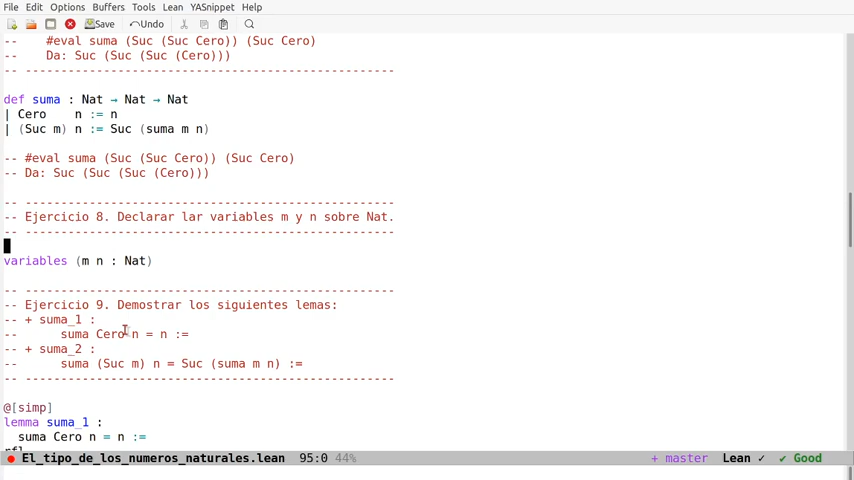 File Edit Options Buffers Tools Lean YASnippet Help
Save Undo
--    #eval suma (Suc (Suc Cero)) (Suc Cero)
--    Da: Suc (Suc (Suc (Cero)))
-- ----------------------------------------------------
def suma : Nat → Nat → Nat
| Cero    n := n
| (Suc m) n := Suc (suma m n)
-- #eval suma (Suc (Suc Cero)) (Suc Cero)
-- Da: Suc (Suc (Suc (Cero)))
-- ----------------------------------------------------
-- Ejercicio 8. Declarar lar variables m y n sobre Nat.
-- ----------------------------------------------------
variables (m n : Nat)
-- ----------------------------------------------------
-- Ejercicio 9. Demostrar los siguientes lemas:
-- + suma_1 :
--      suma Cero n = n :=
-- + suma_2 :
--      suma (Suc m) n = Suc (suma m n) :=
-- ----------------------------------------------------
@[simp]
lemma suma_1 :
  suma Cero n = n :=
El_tipo_de_los_numeros_naturales.lean 95:0 44% + master Lean ✓ ✔ Good